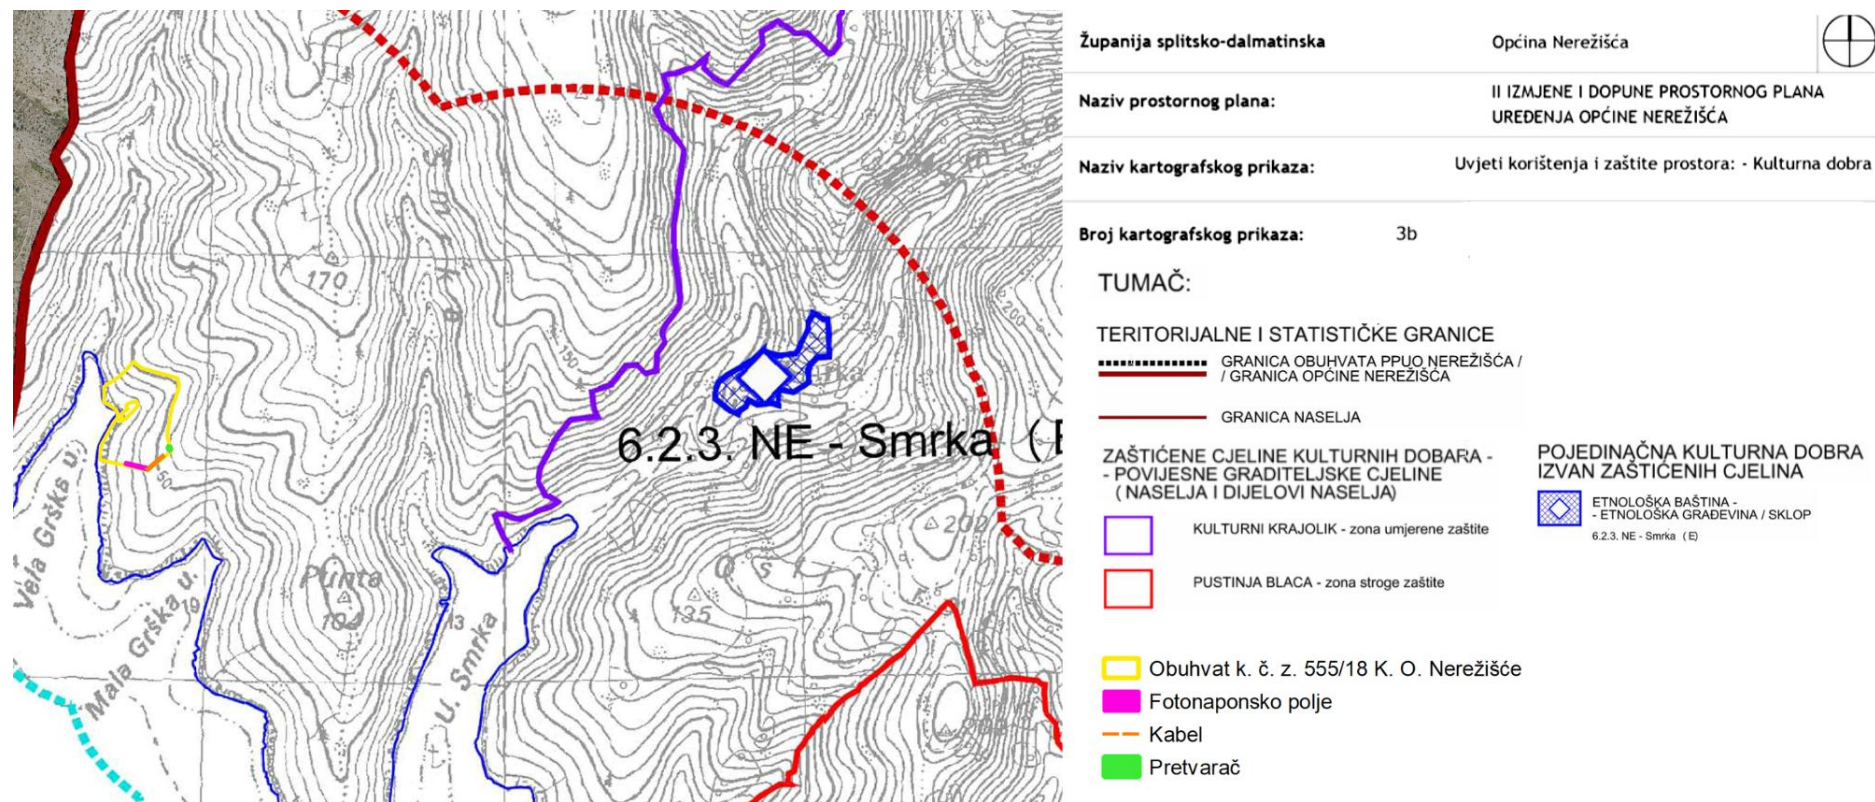 170
150
200
6.2.3. NE - Smrka ( E
50
Vela Grška u.
Mala Grška u.
19
Punta
104
13
U. Smrka
Ostry
202
135
Županija splitsko-dalmatinska
Općina Nerežišća
Naziv prostornog plana:
II IZMJENE I DOPUNE PROSTORNOG PLANA
UREĐENJA OPĆINE NEREŽIŠĆA
Naziv kartografskog prikaza:
Uvjeti korištenja i zaštite prostora: - Kulturna dobra
Broj kartografskog prikaza:
3b
TUMAČ:
TERITORIJALNE I STATISTIČKE GRANICE
GRANICA OBUHVATA PPUO NEREŽIŠĆA /
/ GRANICA OPĆINE NEREŽIŠĆA
GRANICA NASELJA
ZAŠTIĆENE CJELINE KULTURNIH DOBARA -
- POVIJESNE GRADITELJSKE CJELINE
( NASELJA I DIJELOVI NASELJA)
KULTURNI KRAJOLIK - zona umjerene zaštite
PUSTINJA BLACA - zona stroge zaštite
POJEDINAČNA KULTURNA DOBRA
IZVAN ZAŠTIĆENIH CJELINA
ETNOLOŠKA BAŠTINA -
- ETNOLOŠKA GRAĐEVINA / SKLOP
6.2.3. NE - Smrka ( E)
Obuhvat k. č. z. 555/18 K. O. Nerežišće
Fotonaponsko polje
Kabel
Pretvarač